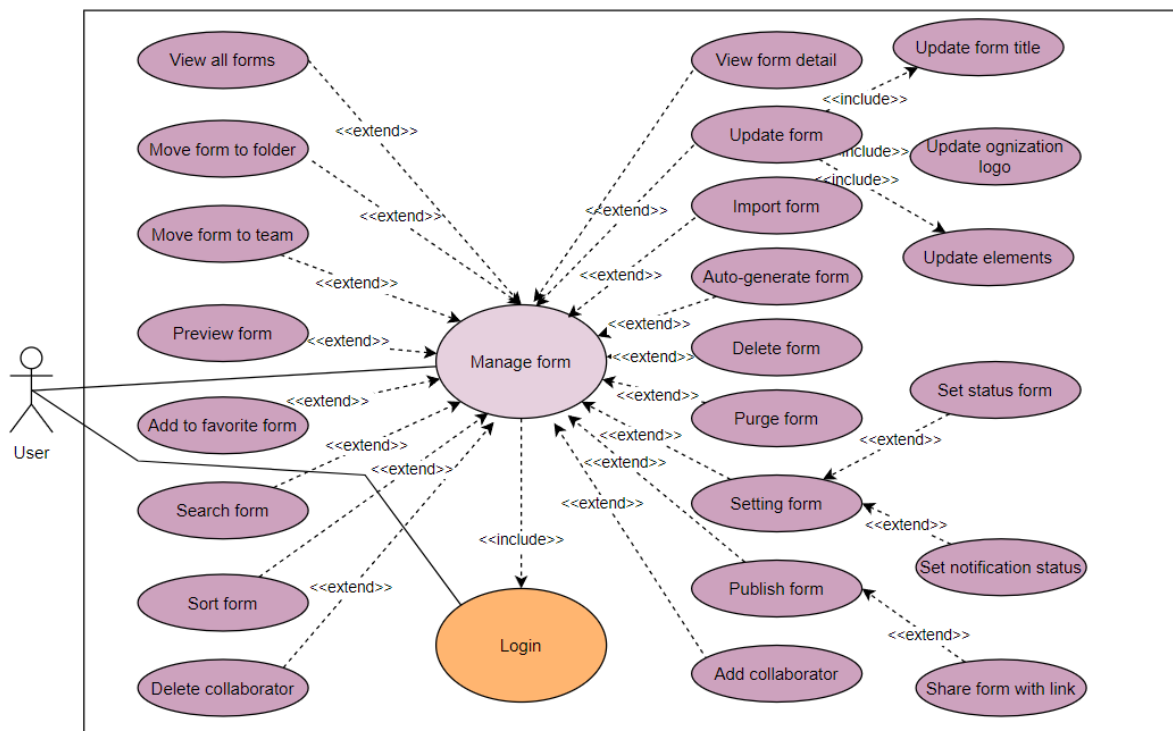 View all forms
View form detail
Update form title
<<include>>
<<extend>>
<<extend>>
Move form to folder
Update form
<<include>>
<<include>>
Update ognization
logo
Import form
<<extend>>
<<extend>>
Move form to team
Update elements
<<extend>>
<<extend>>
Auto-generate form
<<extend>>
Preview form
<<extend>>
Manage form
<<extend>>
Delete form
Set status form
<<extend>>
<<extend>>
Purge form
Add to favorite form
<<extend>>
<<extend>>
<<extend>>
User
<<extend>>
<<extend>>
Search form
<<extend>>
Setting form
<<extend>>
<<include>>
Set notification status
Sort form
<<extend>>
Publish form
Login
<<extend>>
Delete collaborator
Add collaborator
Share form with link